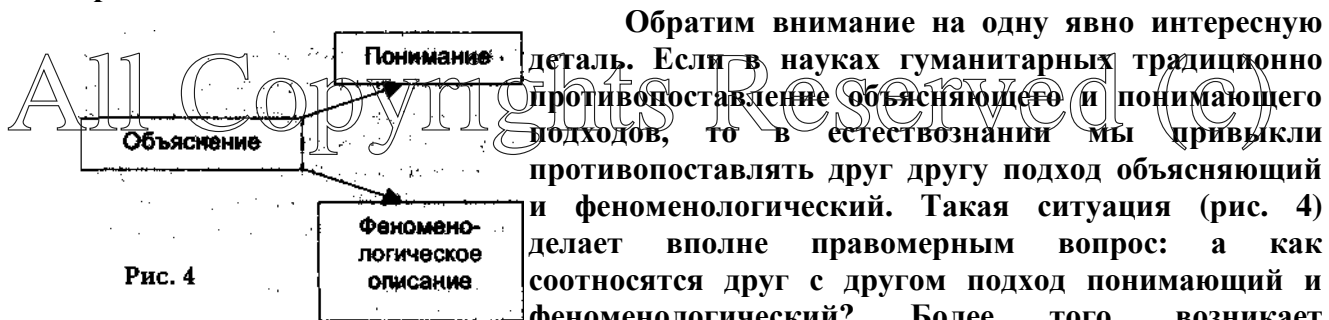 Понимание
Объяснение
Феномено-
логическое
описание
Рис. 4
Обратим внимание на одну явно интересную
деталь. Если в науках гуманитарных традиционно
противопоставление объясняющего и понимающего
подходов, то в естествознании мы привыкли
противопоставлять друг другу подход объясняющий
и феноменологический. Такая ситуация (рис. 4)
делает вполне правомерным вопрос: а как
соотносятся друг с другом подход понимающий и
феноменологический? Более того, возникает
All Copyrights Reserved (c)